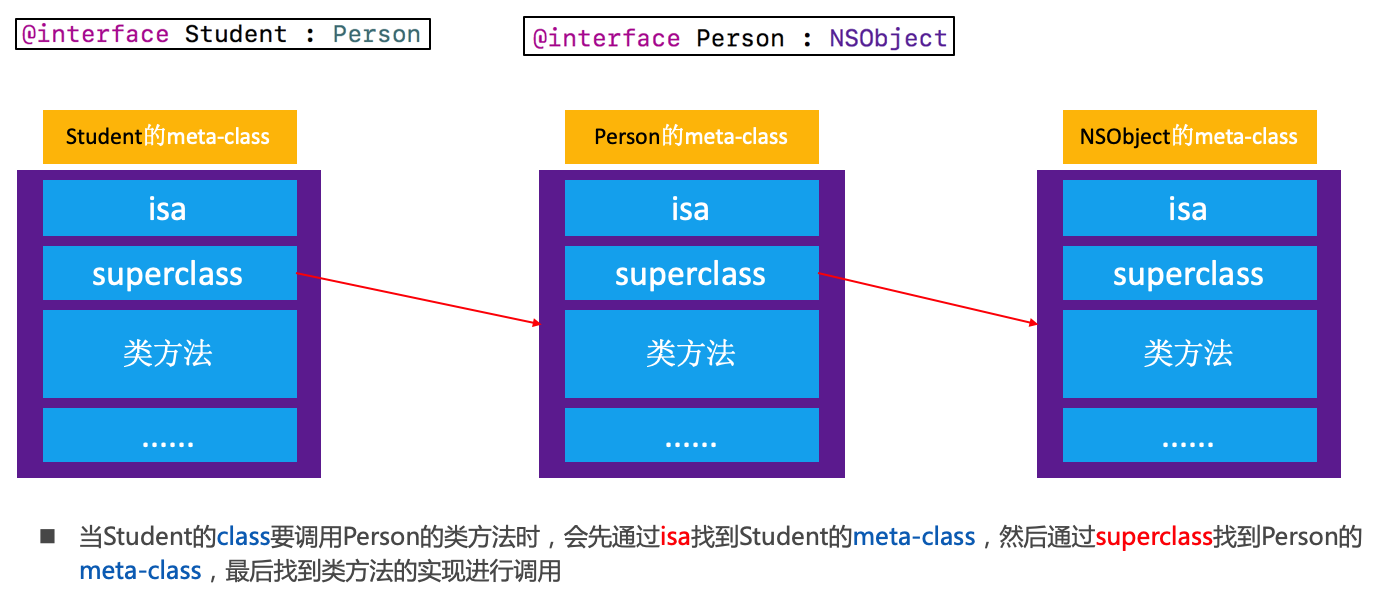 @interface Student : Person
@interface Person : NSObject
Student的meta-class
Person的meta-class
NSObject的meta-class
isa
isa
isa
superclass
superclass
superclass
类方法
类方法
类方法
......
......
......
■ 当Student的class要调用Person的类方法时，会先通过isa找到Student的meta-class，然后通过superclass找到Person的
meta-class，最后找到类方法的实现进行调用